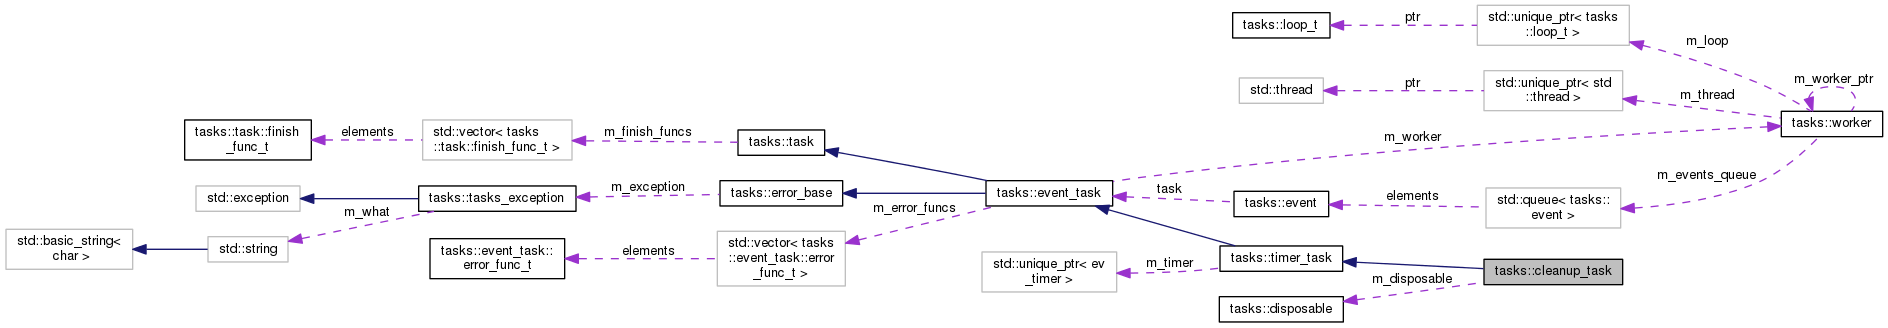 tasks::loop_t
ptr
std::unique_ptr< tasks
::loop_t >
m_loop
std::thread
ptr
std::unique_ptr< std
::thread >
m_thread
m_worker_ptr
tasks::worker
tasks::task::finish
_func_t
elements
std::vector< tasks
::task::finish_func_t >
m_finish_funcs
tasks::task
m_worker
std::exception
tasks::tasks_exception
m_exception
tasks::error_base
tasks::event_task
task
tasks::event
elements
std::queue< tasks::
event >
m_events_queue
std::basic_string<
char >
std::string
m_what
tasks::event_task::
error_func_t
elements
std::vector< tasks
::event_task::error
_func_t >
m_error_funcs
std::unique_ptr< ev
_timer >
m_timer
tasks::timer_task
tasks::cleanup_task
m_disposable
tasks::disposable